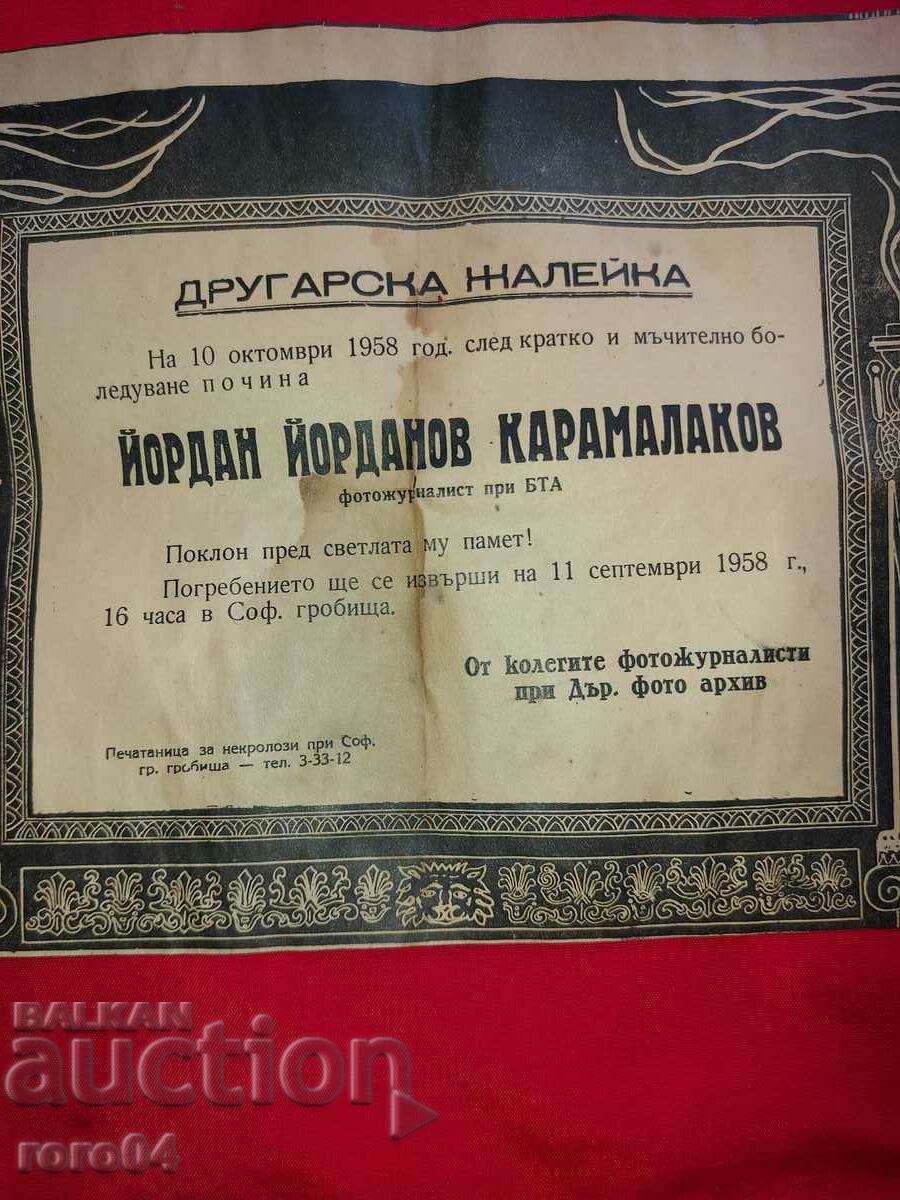 ДРУГАРСКА ЖАЛЕЙКА
На 10 октомври 1958 год. след кратко и мъчително бо-
ледуване почина
ЙОРДАН ЙОРДАНОВ КАРАМАЛАКОВ
фотожурналист при БТА
Поклон пред светлата му памет!
Погребението ще се извърши на 11 септември 1958 г.,
16 часа в Соф. гробища.
От колегите фотожурналисти
при Дър. фото архив
Печатаница за некролози при Соф.
гр. гробища — тел. 3-33-12
BALKAN
auction
roro04